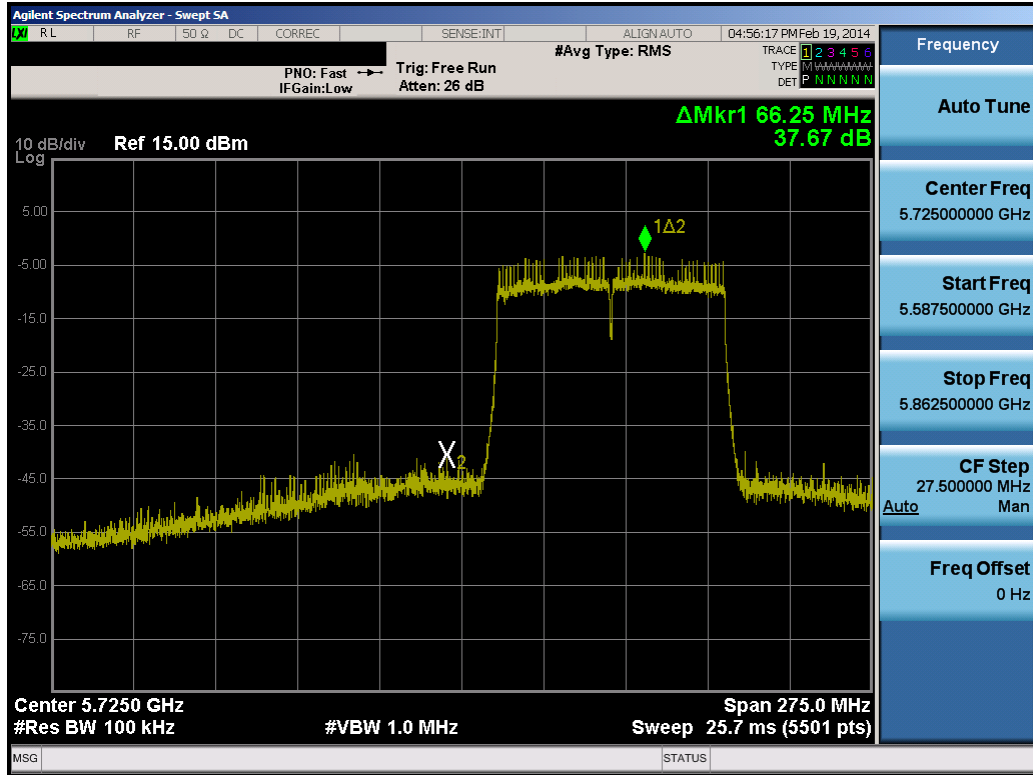 Agilent Spectrum Analyzer - Swept SA
LXI RL RF 50 Ω DC CORREC SENSE:INT ALIGN AUTO 04:56:17 PM Feb 19, 2014
PNO: Fast
IFGain:Low
Trig: Free Run
Atten: 26 dB
#Avg Type: RMS
TRACE 1 2 3 4 5 6
TYPE M WWWWW
DET P N N N N N
ΔMkr1 66.25 MHz
37.67 dB
10 dB/div Ref 15.00 dBm
Log
5.00
-5.00
-15.0
-25.0
-35.0
-45.0
-55.0
-65.0
-75.0
1Δ2
X2
Center 5.7250 GHz Span 275.0 MHz
#Res BW 100 kHz #VBW 1.0 MHz Sweep 25.7 ms (5501 pts)
MSG STATUS
Frequency
Auto Tune
Center Freq
5.725000000 GHz
Start Freq
5.587500000 GHz
Stop Freq
5.862500000 GHz
CF Step
27.500000 MHz
Auto Man
Freq Offset
0 Hz